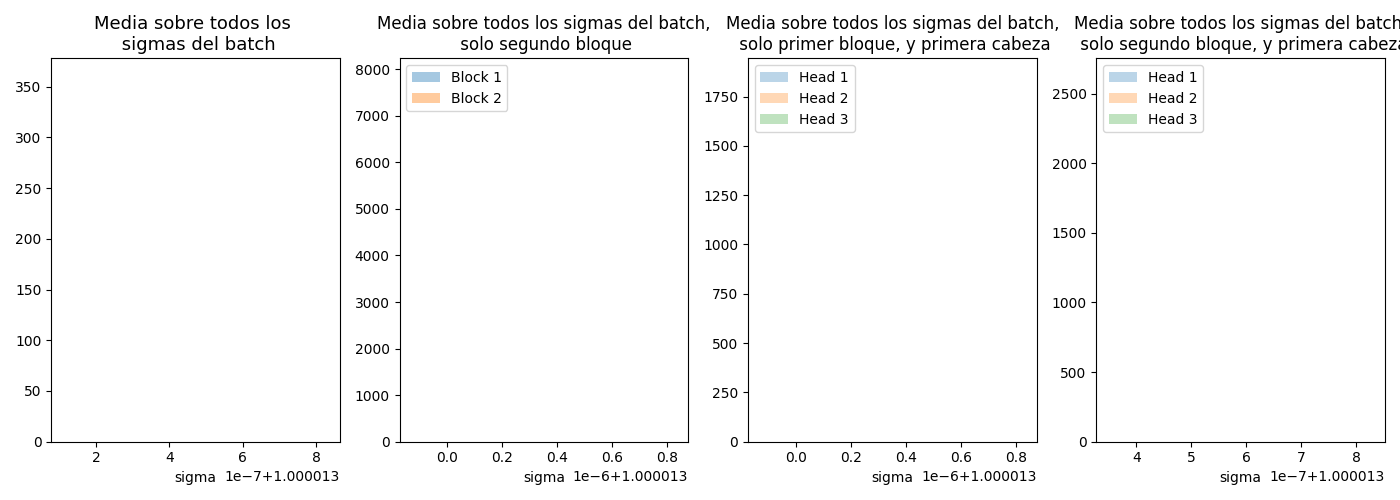 Media sobre todos los
sigmas del batch
350
300
250
200
150
100
50
0
2 4 6 8
sigma 1e-7+1.000013
Media sobre todos los sigmas del batch,
solo segundo bloque
8000
7000
6000
5000
4000
3000
2000
1000
0
Block 1
Block 2
0.0 0.2 0.4 0.6 0.8
sigma 1e-6+1.000013
Media sobre todos los sigmas del batch,
solo primer bloque, y primera cabeza
1750
1500
1250
1000
750
500
250
0
Head 1
Head 2
Head 3
0.0 0.2 0.4 0.6 0.8
sigma 1e-6+1.000013
Media sobre todos los sigmas del batch
solo segundo bloque, y primera cabeza
2500
2000
1500
1000
500
0
Head 1
Head 2
Head 3
4 5 6 7 8
sigma 1e-7+1.000013